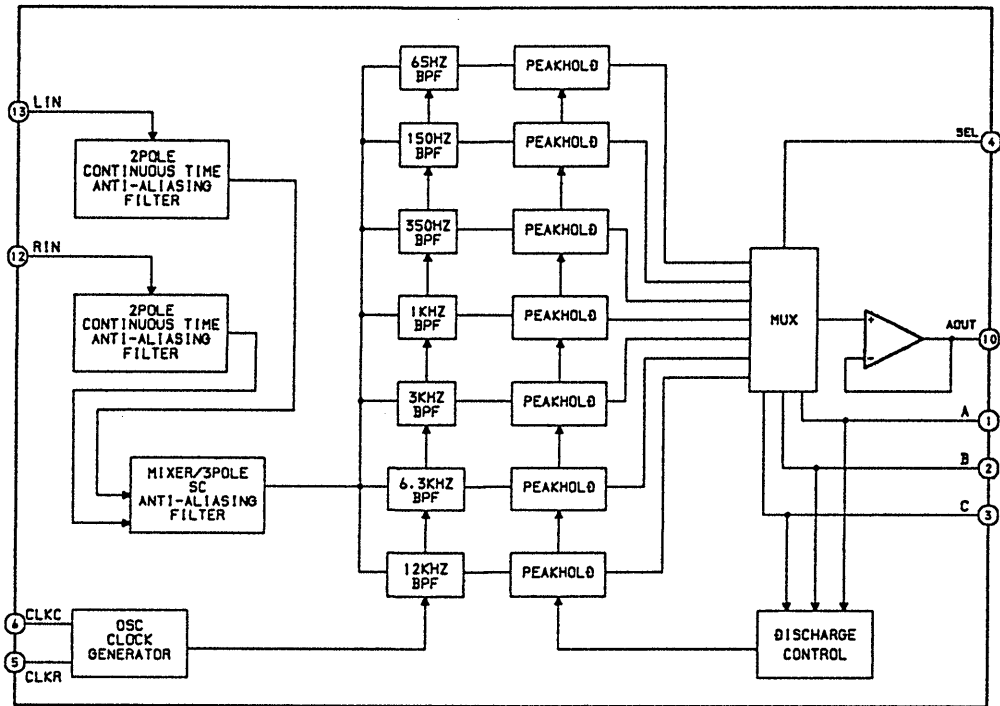 65HZ
BPF
PEAKHOLD
13
LIN
150HZ
BPF
PEAKHOLD
SEL
4
2POLE
CONTINUOUS TIME
ANTI-ALIASING
FILTER
350HZ
BPF
PEAKHOLD
12
RIN
2POLE
CONTINUOUS TIME
ANTI-ALIASING
FILTER
1KHZ
BPF
PEAKHOLD
MUX
+
-
AOUT
10
3KHZ
BPF
PEAKHOLD
A
1
MIXER/3POLE
SC
ANTI-ALIASING
FILTER
6.3KHZ
BPF
PEAKHOLD
B
2
C
3
12KHZ
BPF
PEAKHOLD
6
CLKC
5
CLKR
OSC
CLOCK
GENERATOR
DISCHARGE
CONTROL